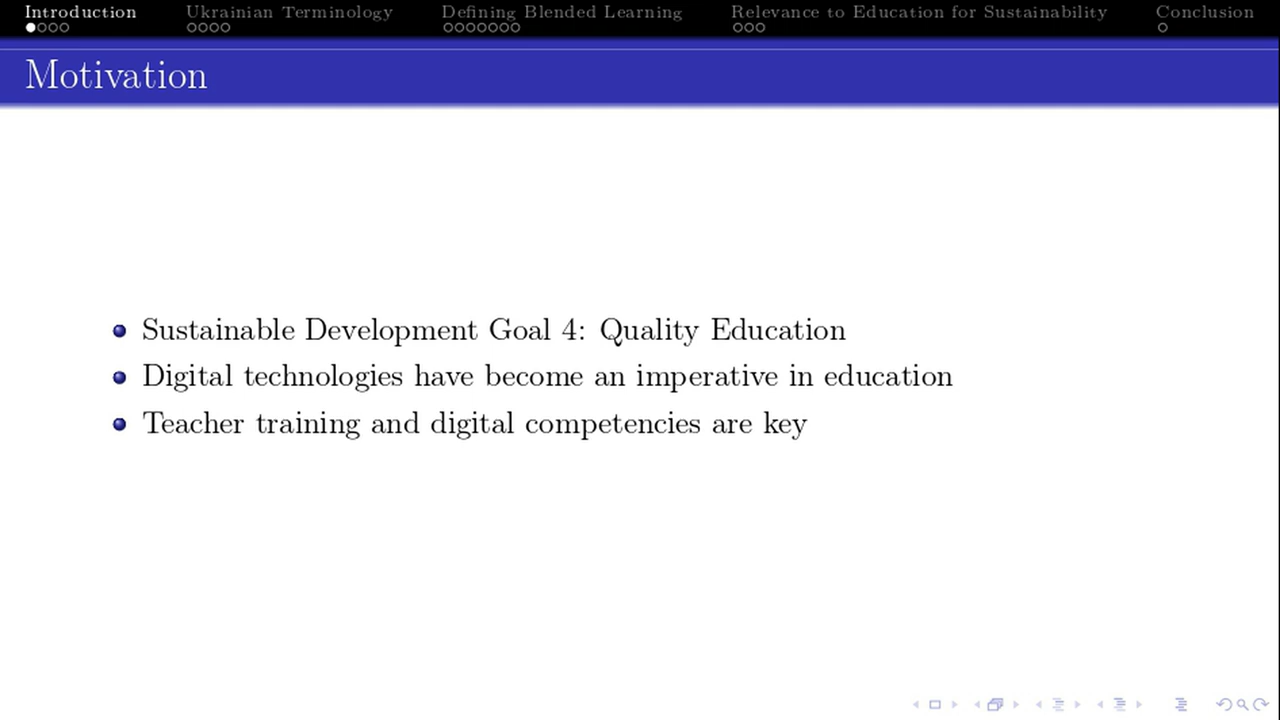 Introduction
Ukrainian Terminology
Defining Blended Learning
Relevance to Education for Sustainability
Conclusion
Motivation
Sustainable Development Goal 4: Quality Education
Digital technologies have become an imperative in education
Teacher training and digital competencies are key